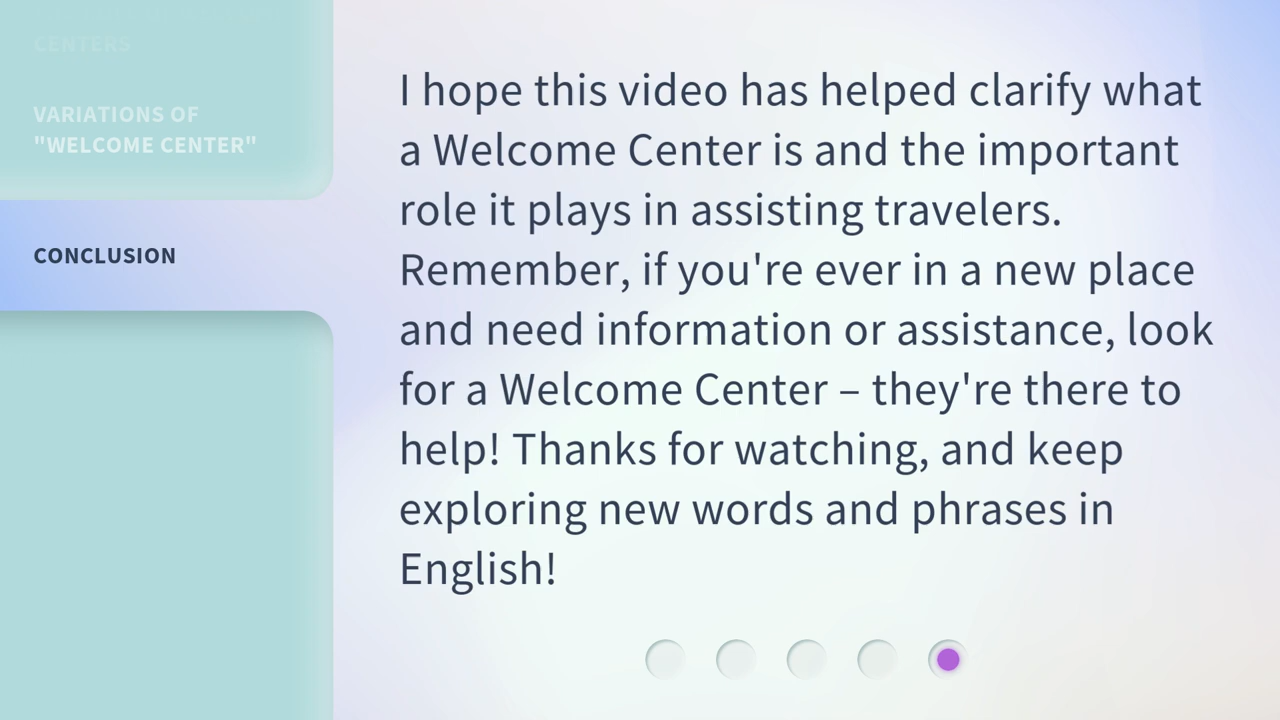 CENTERS
VARIATIONS OF
"WELCOME CENTER"
CONCLUSION
I hope this video has helped clarify what
a Welcome Center is and the important
role it plays in assisting travelers.
Remember, if you're ever in a new place
and need information or assistance, look
for a Welcome Center – they're there to
help! Thanks for watching, and keep
exploring new words and phrases in
English!